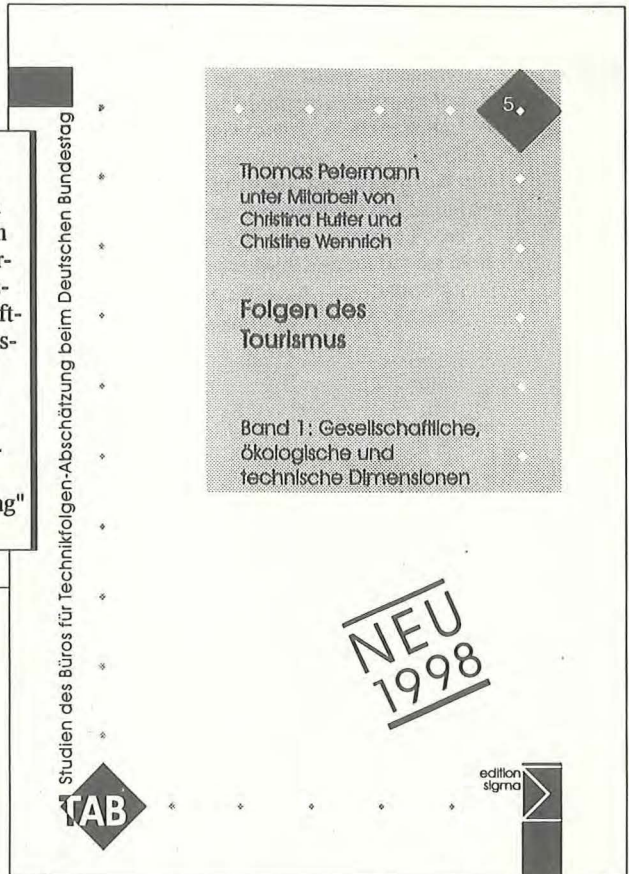 Studien des Büros für Technikfolgen-Abschätzung beim Deutschen Bundestag
5
Thomas Petermann
unter Mitarbeit von
Christina Hutter und
Christine Wennrich
Folgen des
Tourismus
Band 1: Gesellschaftliche,
ökologische und
technische Dimensionen
NEU
1998
TAB
edition
sigma
n
r-
s-
ft-
s-
g"